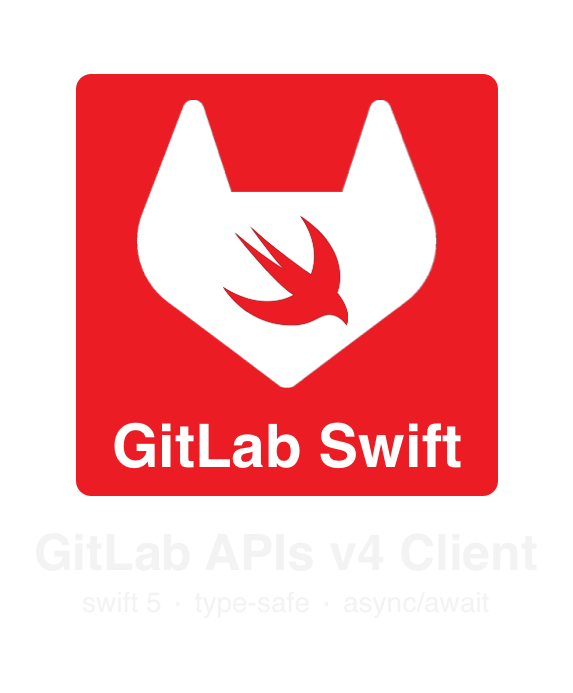 GitLab Swift
GitLab APIs v4 Client
swift 5 · type-safe · async/await